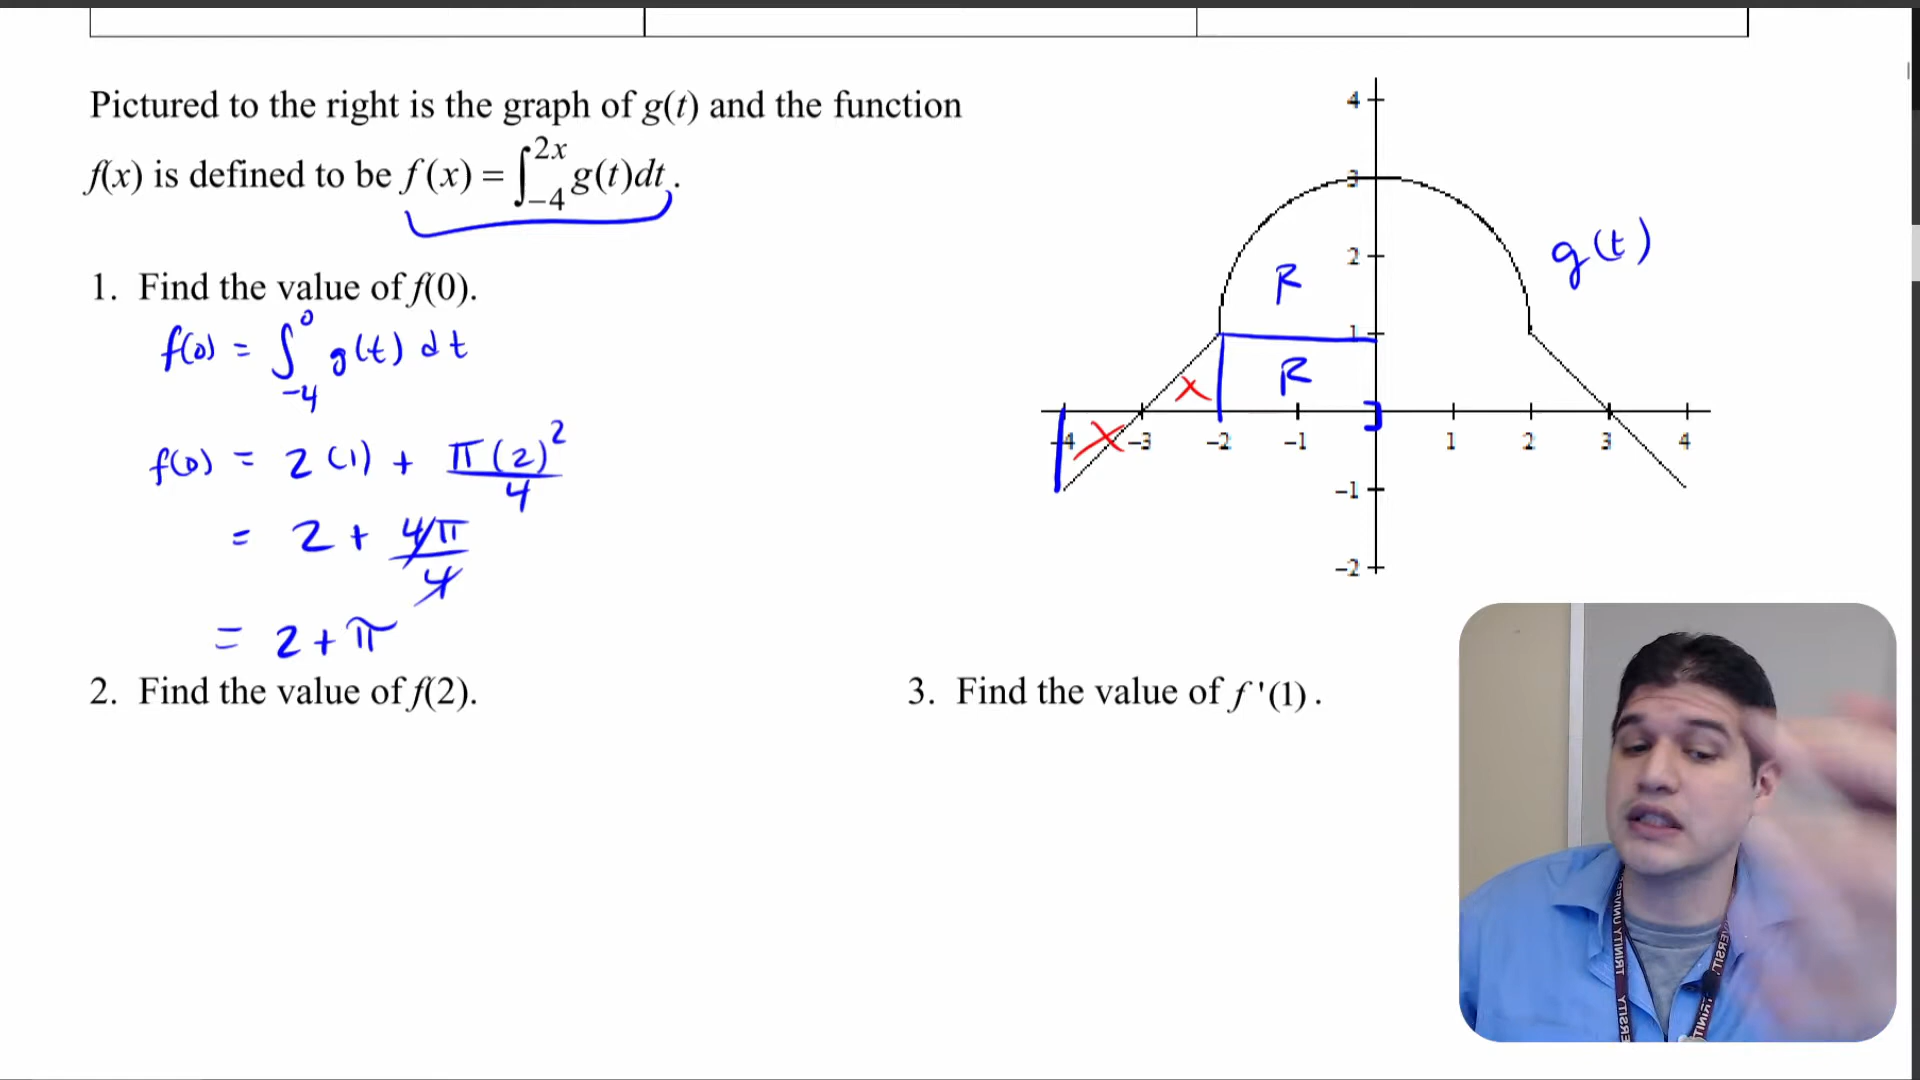 Pictured to the right is the graph of g(t) and the function
f(x) is defined to be f(x) = ∫_{-4}^{2x} g(t)dt.
1. Find the value of f(0).
f(0) = ∫_{-4}^{0} g(t) dt
f(0) = 2(1) + π(2)²/4
= 2 + 4π/4
= 2 + π
2. Find the value of f(2).
3. Find the value of f '(1).
4
3
2
1
-1
-2
-4 -3 -2 -1 1 2 3 4
g(t)
R
R
x
x
TRINITY UNIVERSITY